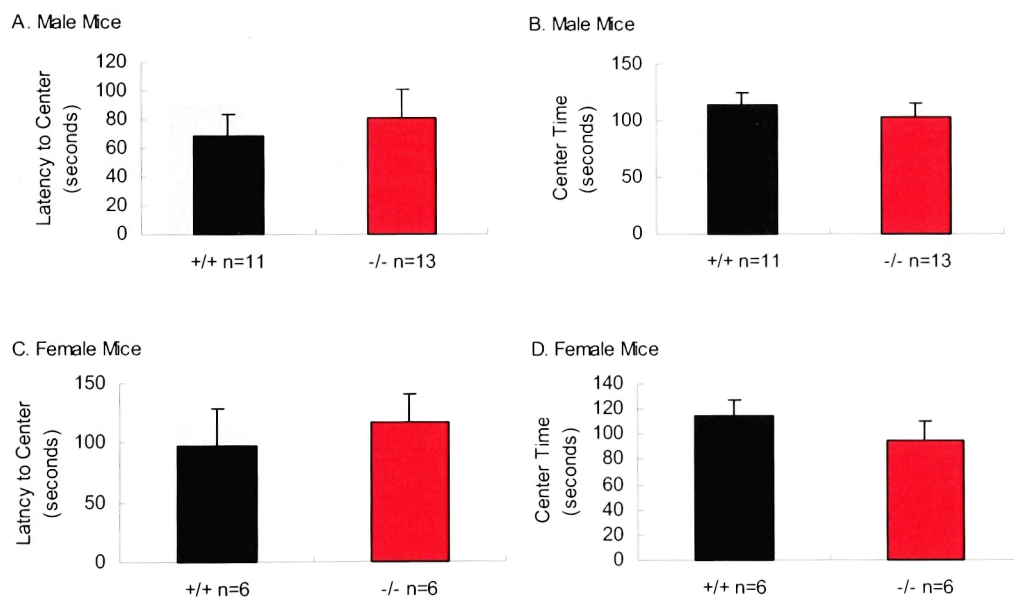 A. Male Mice
Latency to Center
(seconds)
120
100
80
60
40
20
0
+/+ n=11
-/- n=13
B. Male Mice
Center Time
(seconds)
150
100
50
0
+/+ n=11
-/- n=13
C. Female Mice
Latncy to Center
(seconds)
150
100
50
0
+/+ n=6
-/- n=6
D. Female Mice
Center Time
(seconds)
140
120
100
80
60
40
20
0
+/+ n=6
-/- n=6